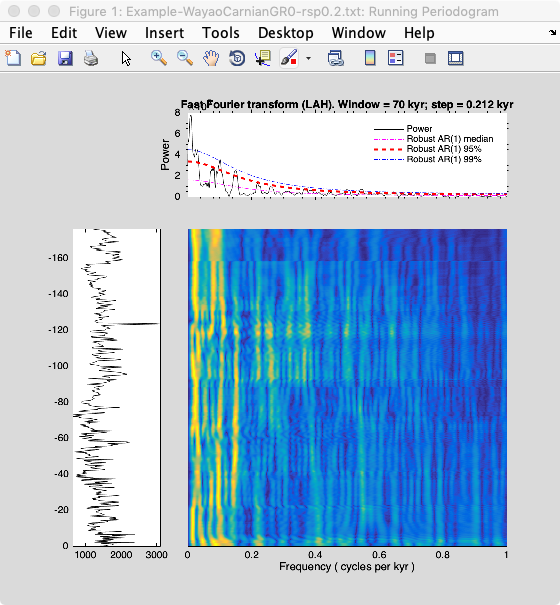 Figure 1: Example-WayaoCarnianGR0-rsp0.2.txt: Running Periodogram
File Edit View Insert Tools Desktop Window Help
Fast Fourier transform (LAH). Window = 70 kyr; step = 0.212 kyr
8
6
4
2
0
Power
Power
Robust AR(1) median
Robust AR(1) 95%
Robust AR(1) 99%
-160
-140
-120
-100
-80
-60
-40
-20
0
1000 2000 3000
0 0.2 0.4 0.6 0.8 1
Frequency ( cycles per kyr )